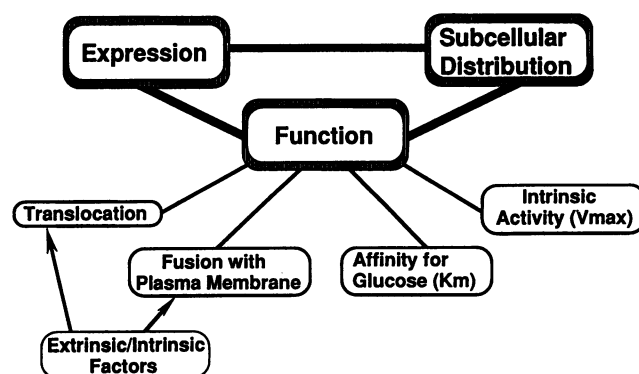 Expression
Subcellular
Distribution
Function
Translocation
Intrinsic
Activity (Vmax)
Fusion with
Plasma Membrane
Affinity for
Glucose (Km)
Extrinsic/Intrinsic
Factors